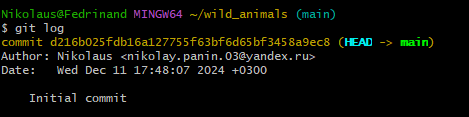 Nikolaus@Fedrinand MINGW64 ~/wild_animals (main)
$ git log
commit d216b025fdb16a127755f63bf6d65bf3458a9ec8 (HEAD -> main)
Author: Nikolaus <nikolay.panin.03@yandex.ru>
Date:   Wed Dec 11 17:48:07 2024 +0300
    Initial commit